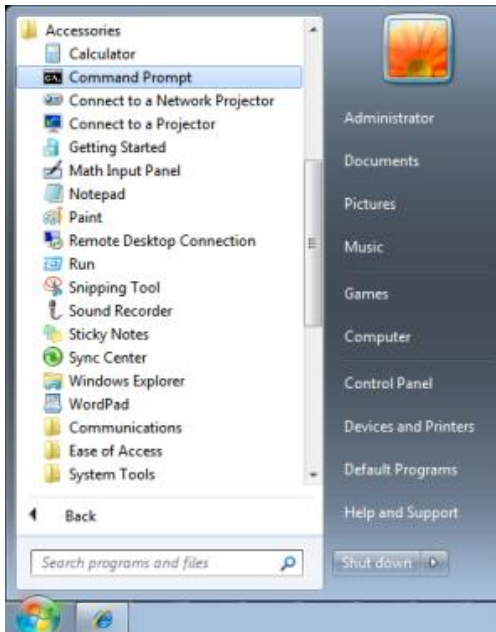 Accessories
Calculator
Command Prompt
Connect to a Network Projector
Connect to a Projector
Getting Started
Math Input Panel
Notepad
Paint
Remote Desktop Connection
Run
Snipping Tool
Sound Recorder
Sticky Notes
Sync Center
Windows Explorer
WordPad
Communications
Ease of Access
System Tools
Back
Search programs and files
Administrator
Documents
Pictures
Music
Games
Computer
Control Panel
Devices and Printers
Default Programs
Help and Support
Shut down